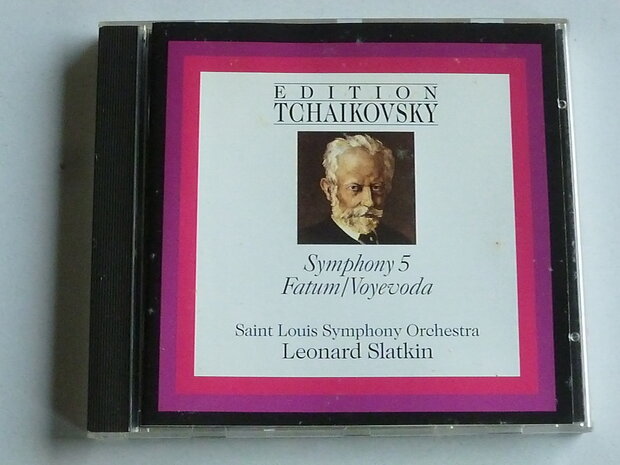 EDITION
TCHAIKOVSKY
Symphony 5
Fatum/Voyevoda
Saint Louis Symphony Orchestra
Leonard Slatkin